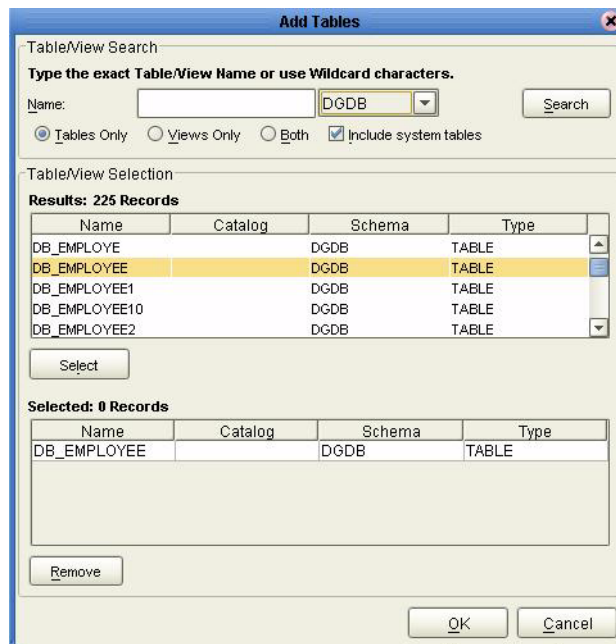 Add Tables
Table/View Search
Type the exact Table/View Name or use Wildcard characters.
Name: DGDB Search
Tables Only Views Only Both Include system tables
Table/View Selection
Results: 225 Records
Name Catalog Schema Type
DB_EMPLOYE DGDB TABLE
DB_EMPLOYEE DGDB TABLE
DB_EMPLOYEE1 DGDB TABLE
DB_EMPLOYEE10 DGDB TABLE
DB_EMPLOYEE2 DGDB TABLE
Select
Selected: 0 Records
Name Catalog Schema Type
DB_EMPLOYEE DGDB TABLE
Remove
OK Cancel